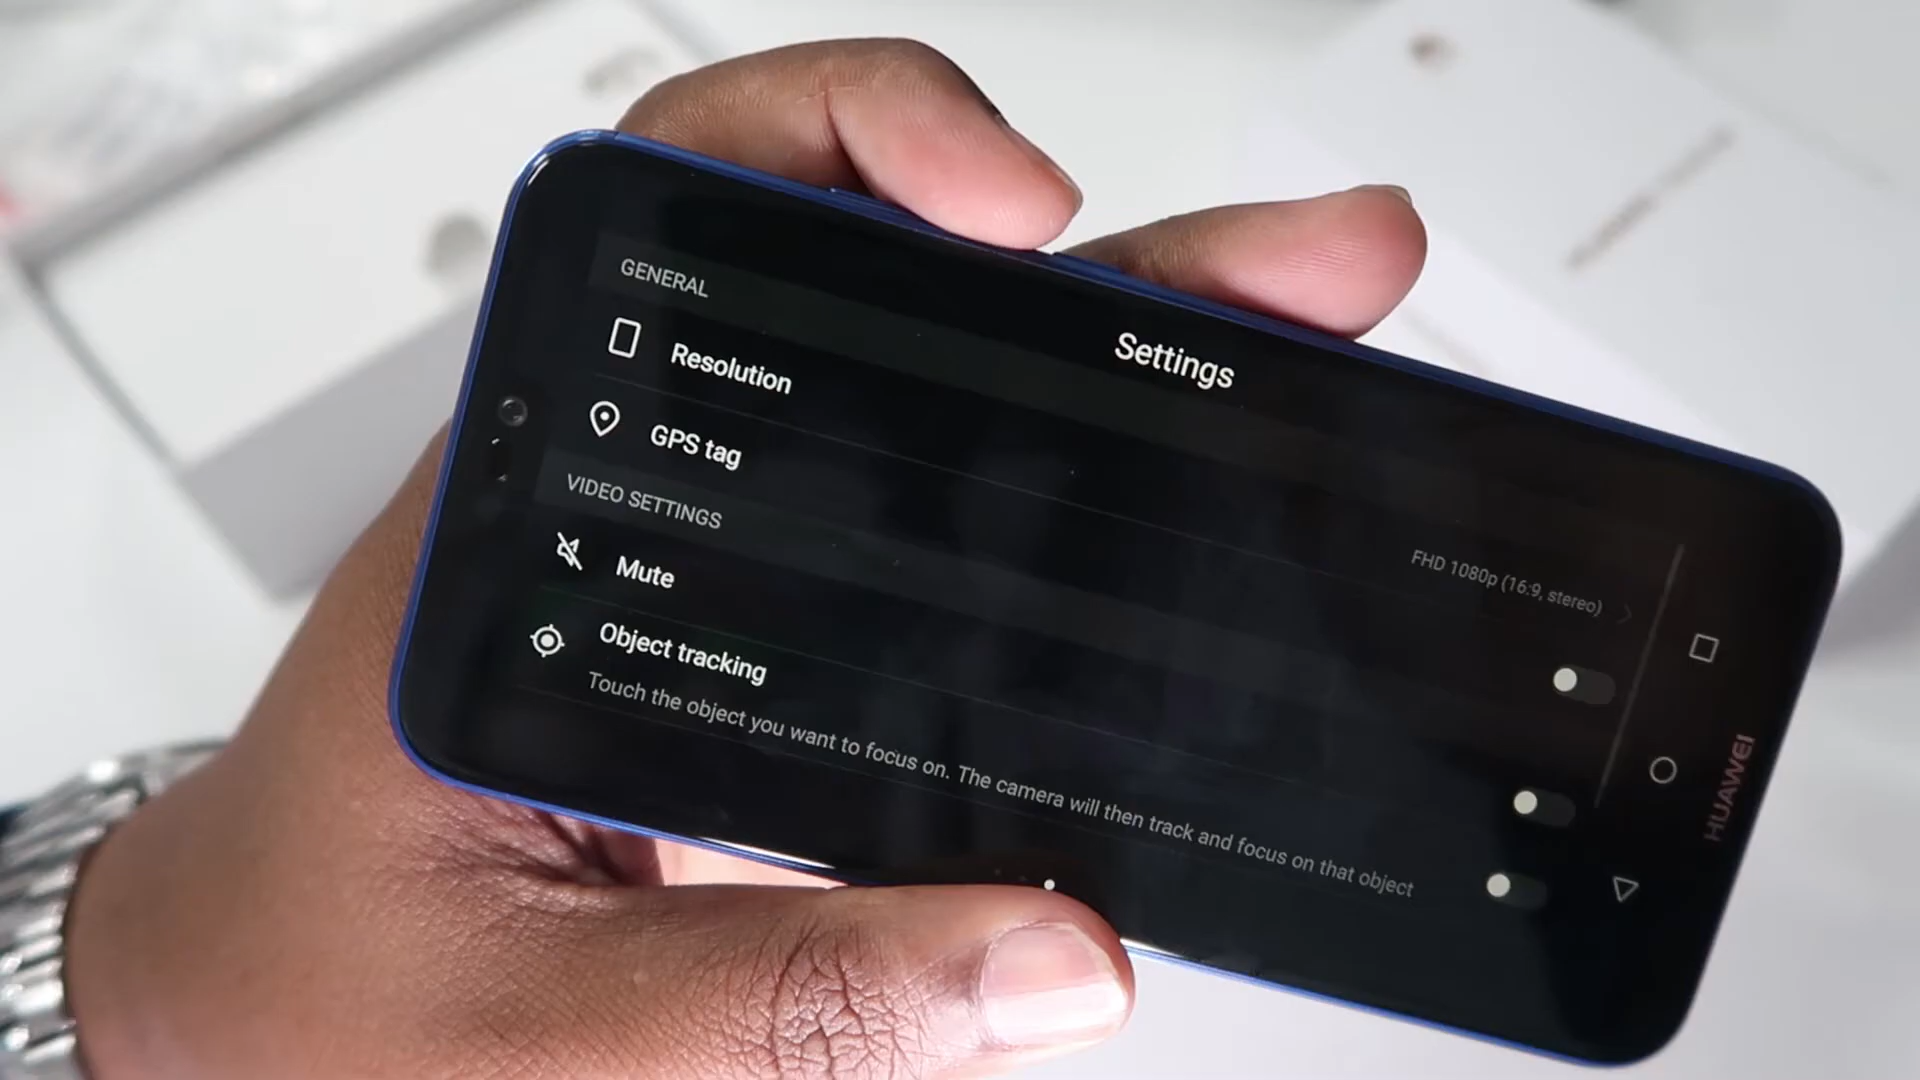 Settings
GENERAL
Resolution
FHD 1080p (16:9, stereo)
GPS tag
VIDEO SETTINGS
Mute
Object tracking
Touch the object you want to focus on. The camera will then track and focus on that object
HUAWEI